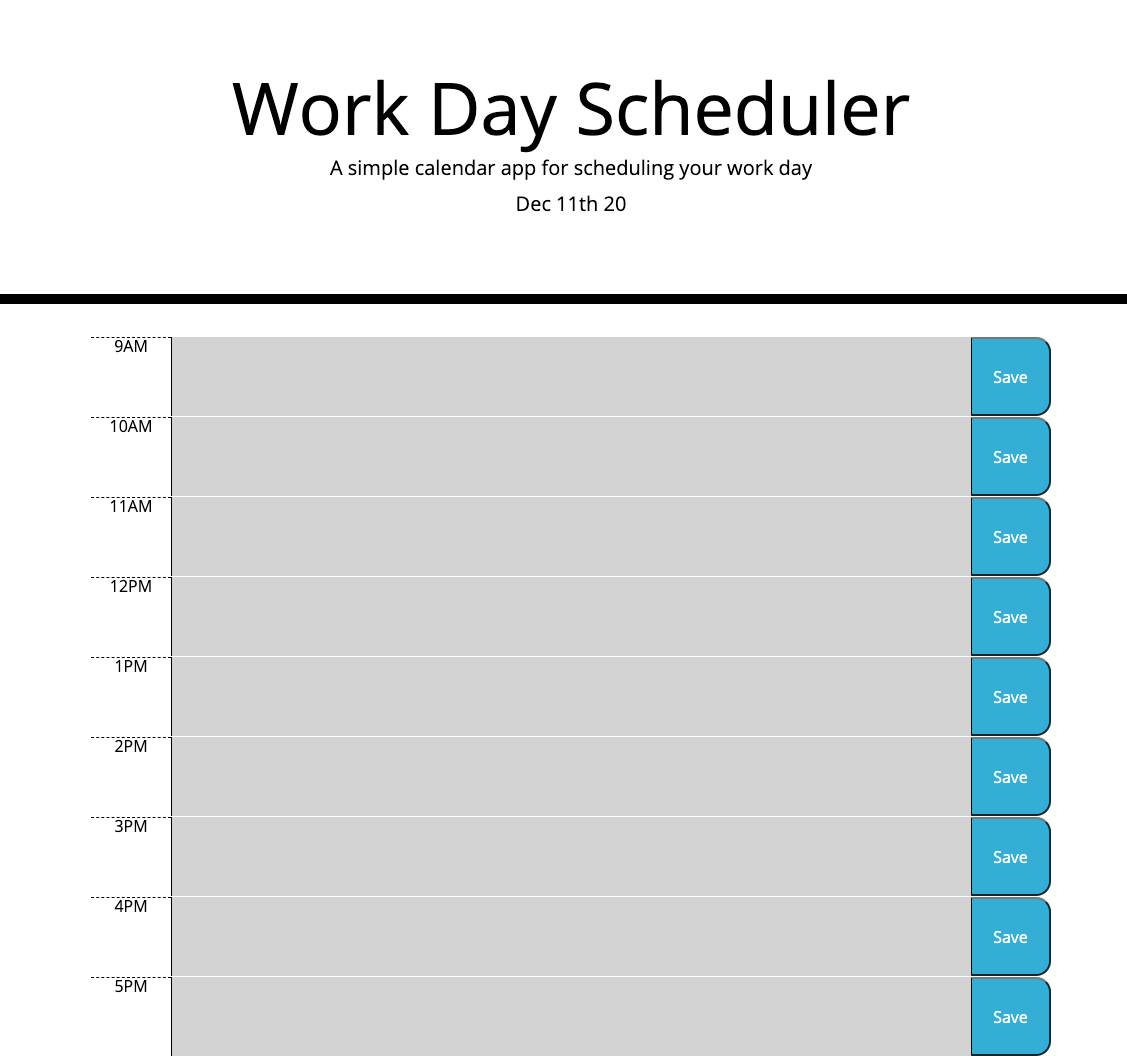 Work Day Scheduler
A simple calendar app for scheduling your work day
Dec 11th 20
9AM
Save
10AM
Save
11AM
Save
12PM
Save
1PM
Save
2PM
Save
3PM
Save
4PM
Save
5PM
Save